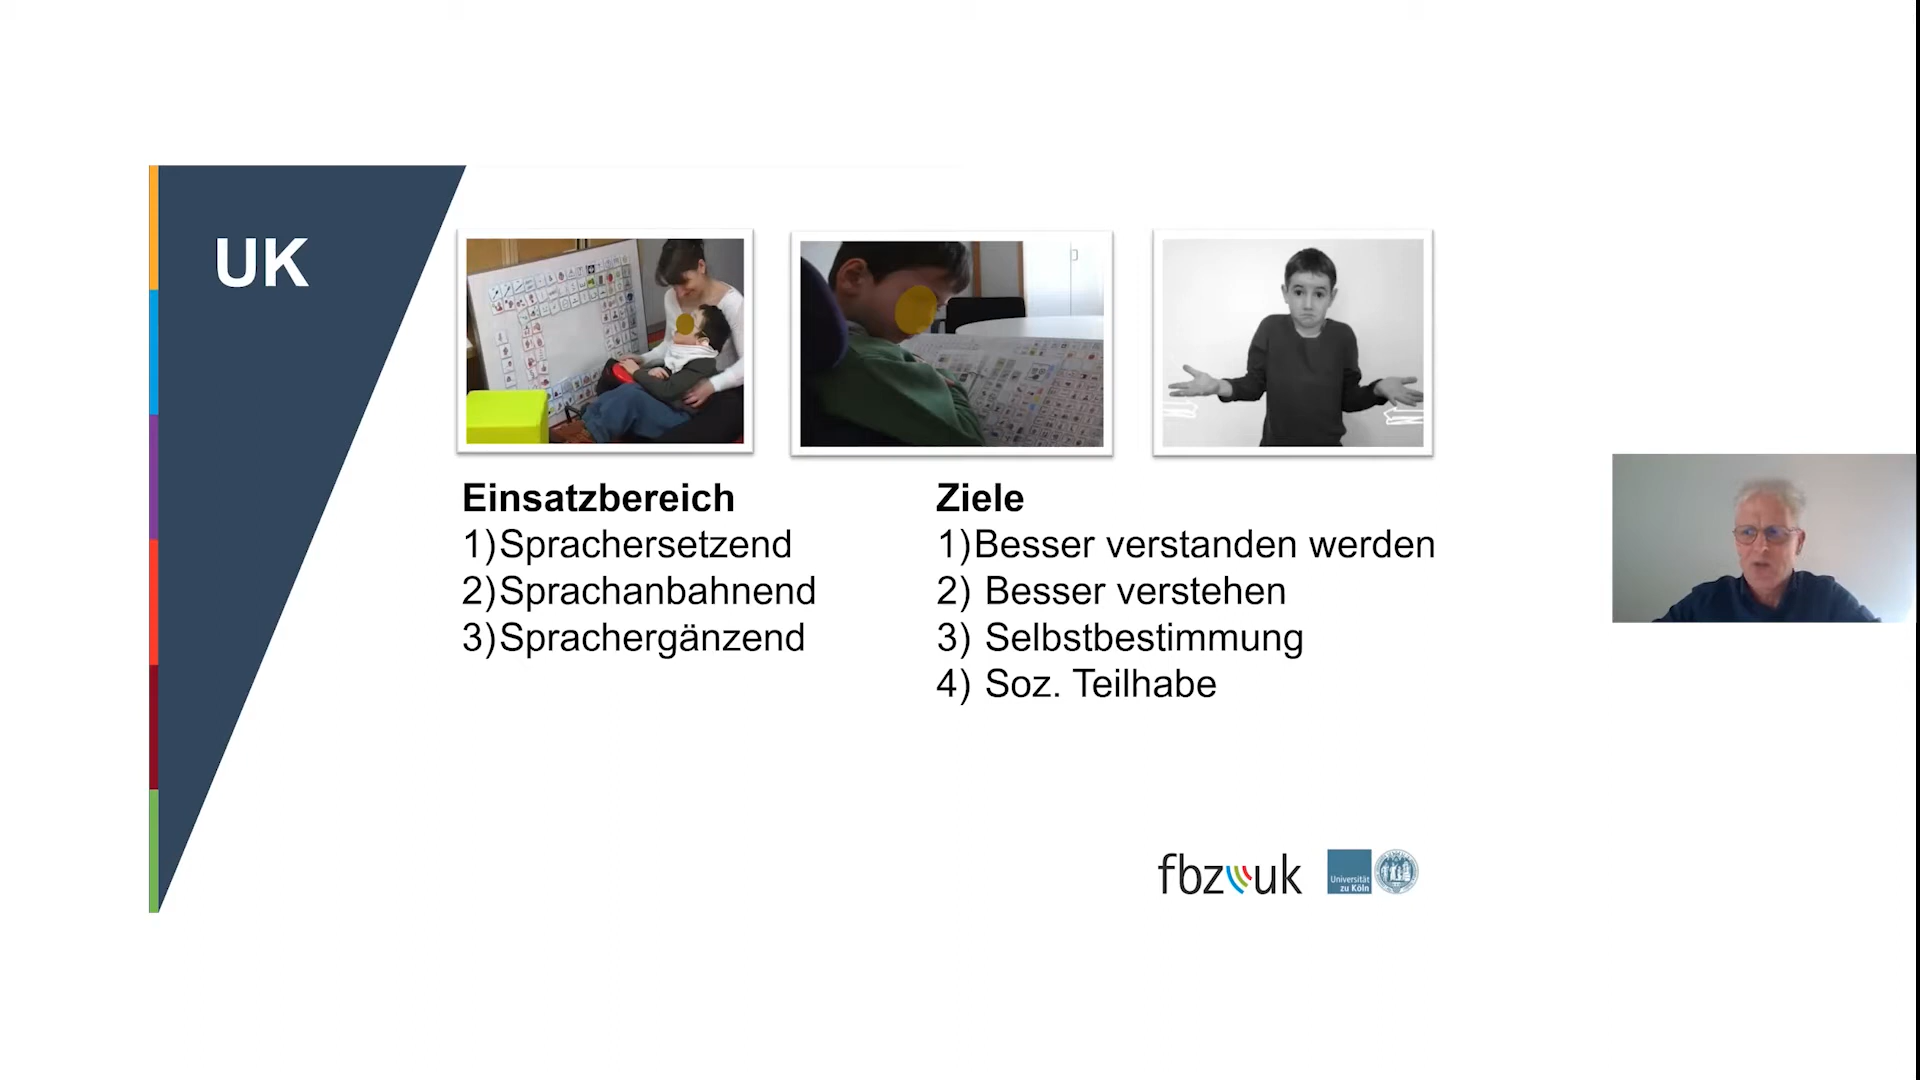 UK
Einsatzbereich
1)Sprachersetzend
2)Sprachanbahnend
3)Sprachergänzend
Ziele
1)Besser verstanden werden
2) Besser verstehen
3) Selbstbestimmung
4) Soz. Teilhabe
fbz uk
Universität
zu Köln